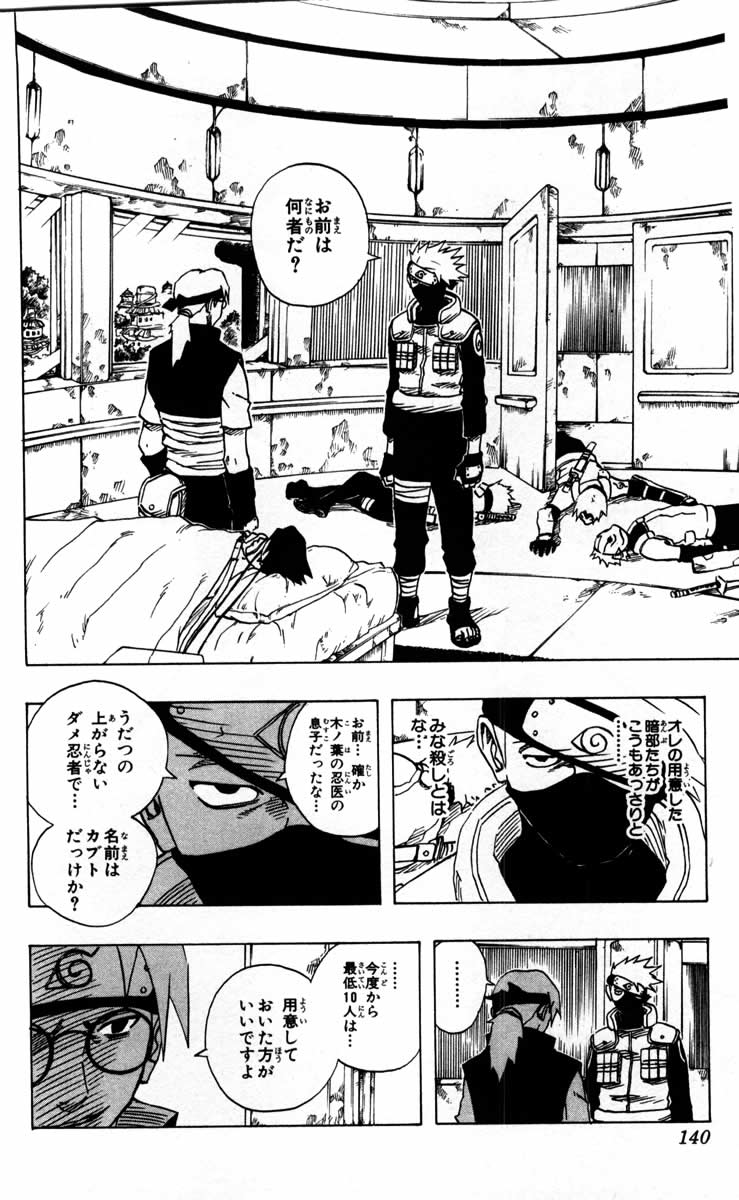 お前は
何者だ？
オレの用意した
暗部たちが
こうもあっさりと
……
みな殺しとは
な…
お前…確か
木ノ葉の忍医の
息子だったな…
うだつの
上がらない
ダメ忍者で…
名前は
カブト
だっけか？
………
………
今度から
最低10人は…
用意して
おいた方が
いいですよ
140